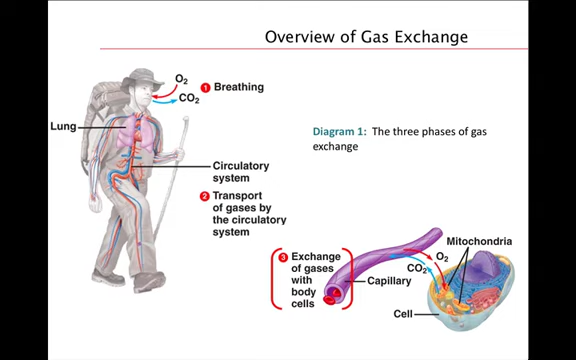 Overview of Gas Exchange
O2
1 Breathing
CO2
Lung
Diagram 1: The three phases of gas
exchange
Circulatory
system
2 Transport
of gases by
the circulatory
system
3 Exchange
of gases
with
body
cells
Mitochondria
O2
CO2
Capillary
Cell